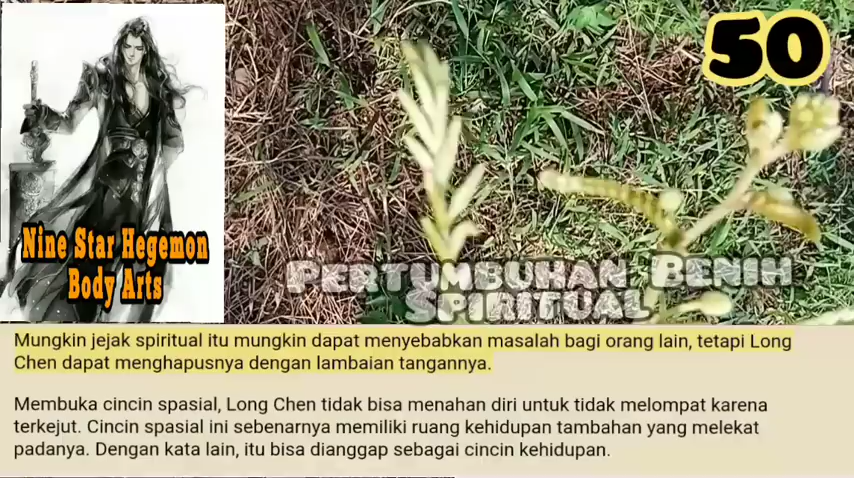 50
Nine Star Hegemon
Body Arts
Pertumbuhan Benih
Spiritual
Mungkin jejak spiritual itu mungkin dapat menyebabkan masalah bagi orang lain, tetapi Long
Chen dapat menghapusnya dengan lambaian tangannya.
Membuka cincin spasial, Long Chen tidak bisa menahan diri untuk tidak melompat karena
terkejut. Cincin spasial ini sebenarnya memiliki ruang kehidupan tambahan yang melekat
padanya. Dengan kata lain, itu bisa dianggap sebagai cincin kehidupan.